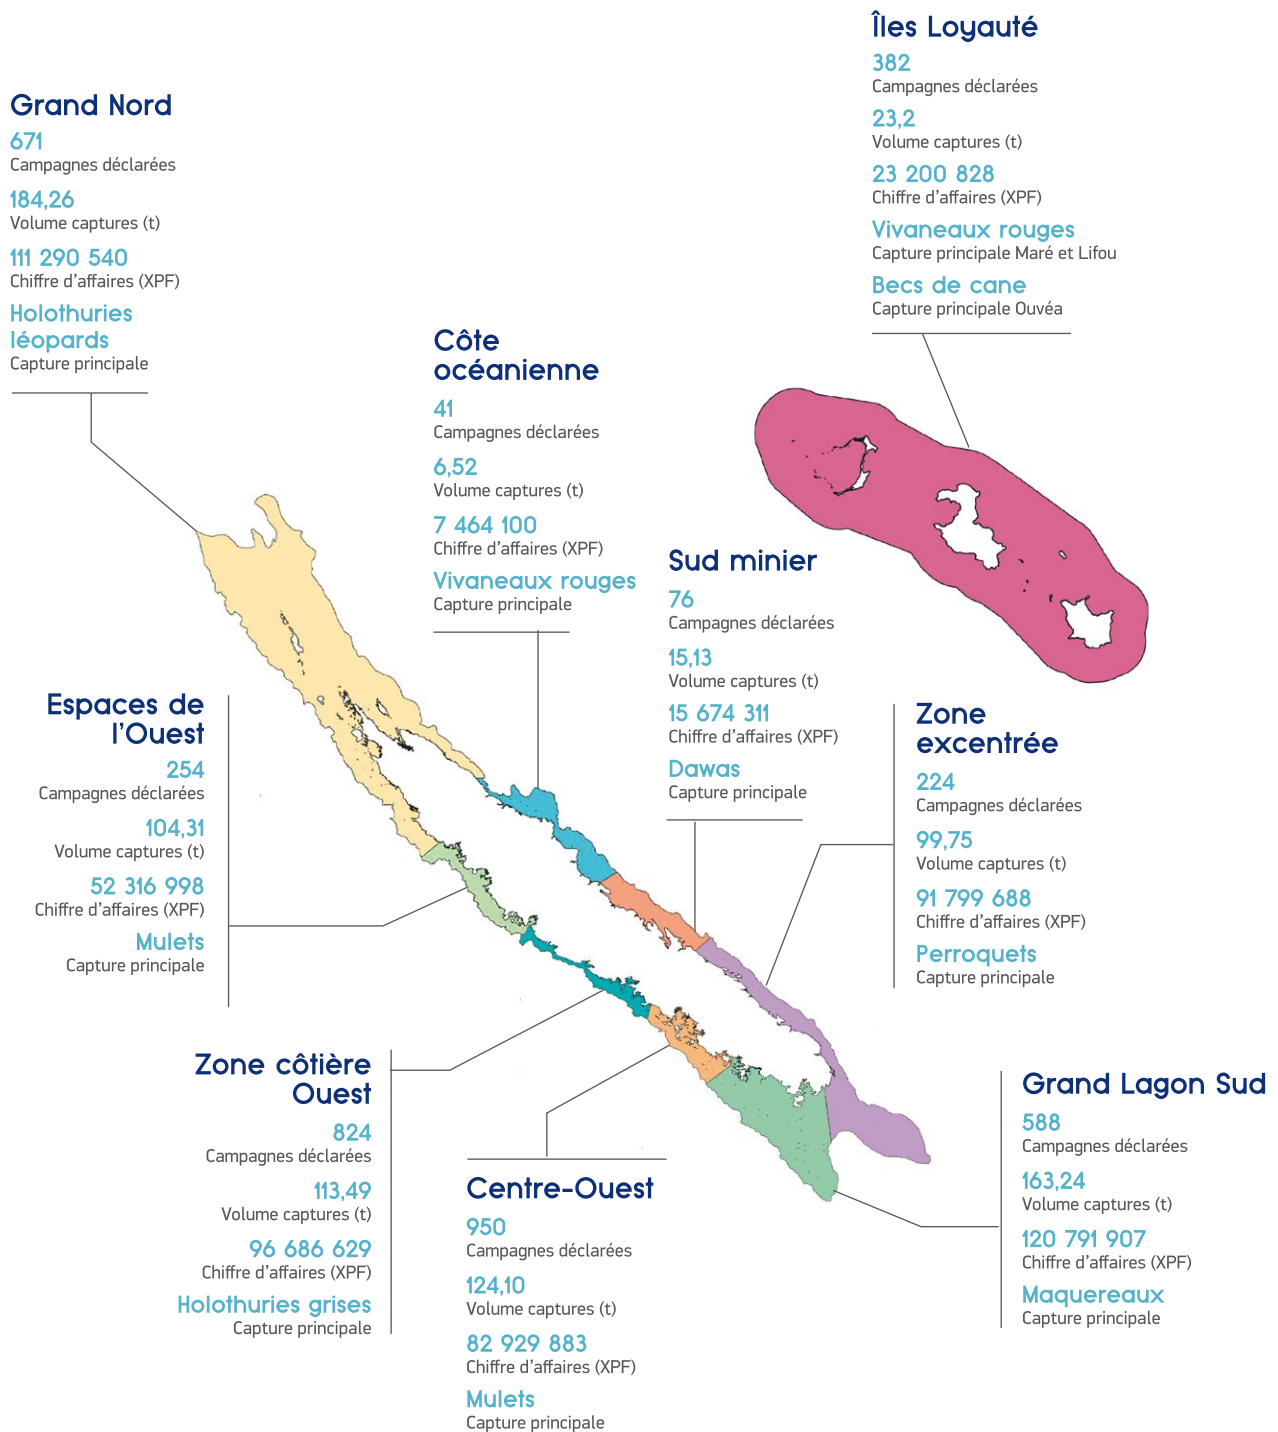 Îles Loyauté
382
Campagnes déclarées
23,2
Volume captures (t)
23 200 828
Chiffre d'affaires (XPF)
Vivaneaux rouges
Capture principale Maré et Lifou
Becs de cane
Capture principale Ouvéa
Grand Nord
671
Campagnes déclarées
184,26
Volume captures (t)
111 290 540
Chiffre d'affaires (XPF)
Holothuries
léopards
Capture principale
Côte
océanienne
41
Campagnes déclarées
6,52
Volume captures (t)
7 464 100
Chiffre d'affaires (XPF)
Vivaneaux rouges
Capture principale
Sud minier
76
Campagnes déclarées
15,13
Volume captures (t)
15 674 311
Chiffre d'affaires (XPF)
Dawas
Capture principale
Espaces de
l'Ouest
254
Campagnes déclarées
104,31
Volume captures (t)
52 316 998
Chiffre d'affaires (XPF)
Mulets
Capture principale
Zone
excentrée
224
Campagnes déclarées
99,75
Volume captures (t)
91 799 688
Chiffre d'affaires (XPF)
Perroquets
Capture principale
Zone côtière
Ouest
824
Campagnes déclarées
113,49
Volume captures (t)
96 686 629
Chiffre d'affaires (XPF)
Holothuries grises
Capture principale
Centre-Ouest
950
Campagnes déclarées
124,10
Volume captures (t)
82 929 883
Chiffre d'affaires (XPF)
Mulets
Capture principale
Grand Lagon Sud
588
Campagnes déclarées
163,24
Volume captures (t)
120 791 907
Chiffre d'affaires (XPF)
Maquereaux
Capture principale